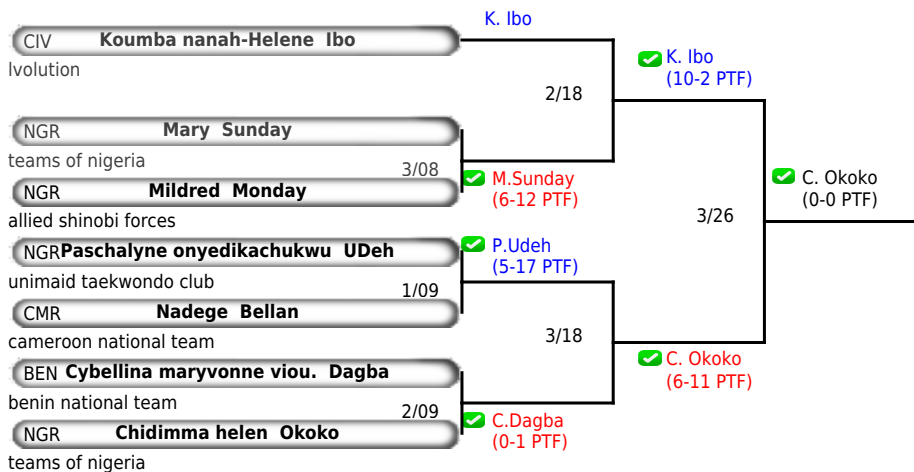 K. Ibo
CIV Koumba nanah-Helene Ibo
Ivolution
2/18
K. Ibo
(10-2 PTF)
NGR Mary Sunday
teams of nigeria
3/08
NGR Mildred Monday
allied shinobi forces
M.Sunday
(6-12 PTF)
C. Okoko
(0-0 PTF)
3/26
NGR Paschalyne onyedikachukwu UDeh
unimaid taekwondo club
P.Udeh
(5-17 PTF)
1/09
CMR Nadege Bellan
cameroon national team
3/18
C. Okoko
(6-11 PTF)
BEN Cybellina maryvonne viou. Dagba
benin national team
2/09
NGR Chidimma helen Okoko
teams of nigeria
C.Dagba
(0-1 PTF)